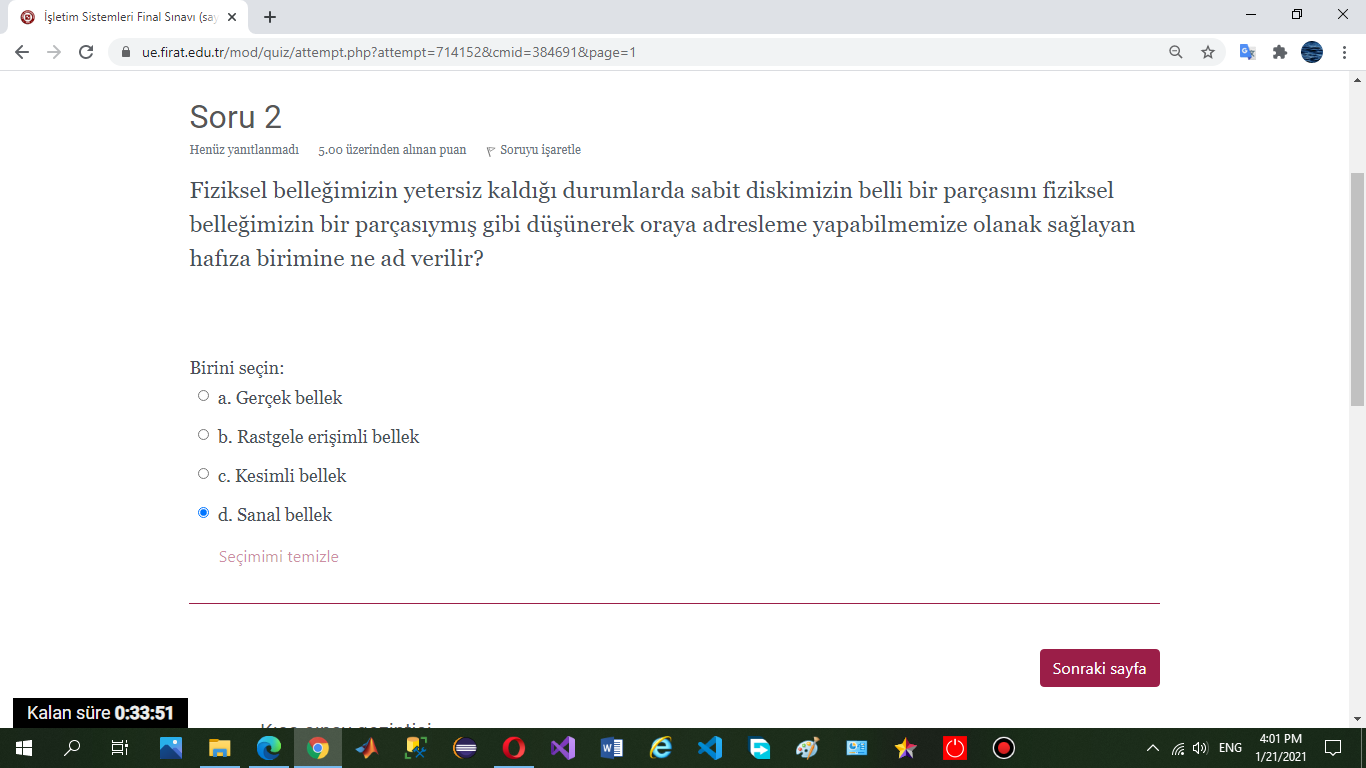 İşletim Sistemleri Final Sınavı (say
ue.firat.edu.tr/mod/quiz/attempt.php?attempt=714152&cmid=384691&page=1
Soru 2
Henüz yanıtlanmadı 5.00 üzerinden alınan puan Soruyu işaretle
Fiziksel belleğimizin yetersiz kaldığı durumlarda sabit diskimizin belli bir parçasını fiziksel
belleğimizin bir parçasıymış gibi düşünerek oraya adresleme yapabilmemize olanak sağlayan
hafıza birimine ne ad verilir?
Birini seçin:
a. Gerçek bellek
b. Rastgele erişimli bellek
c. Kesimli bellek
d. Sanal bellek
Seçimimi temizle
Sonraki sayfa
Kalan süre 0:33:51
Kısa sınav gezintisi
ENG
4:01 PM
1/21/2021